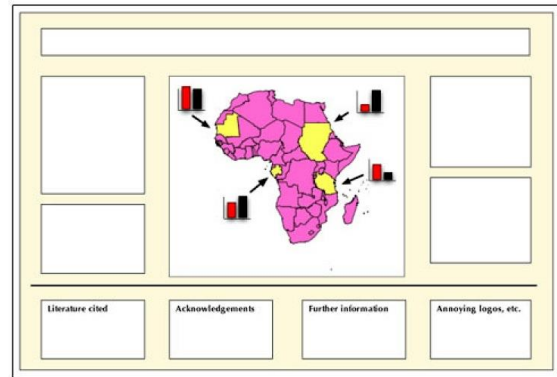 Literature cited
Acknowledgements
Further information
Annoying logos, etc.